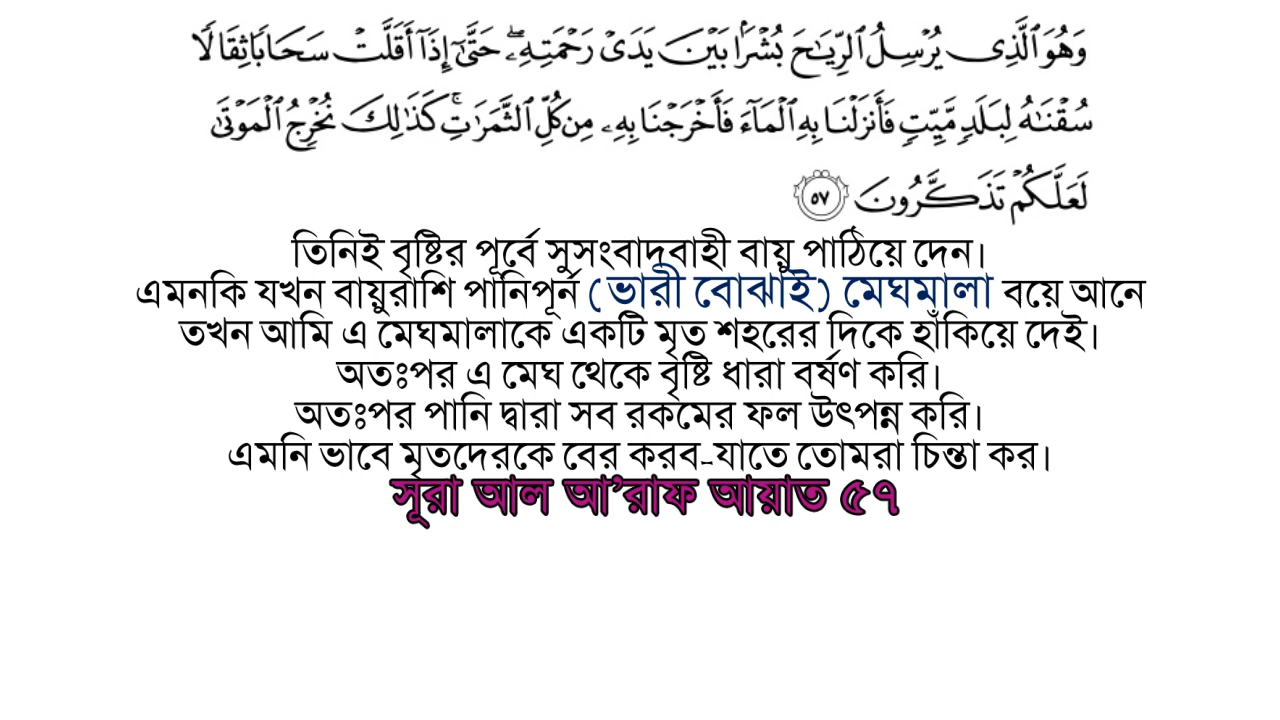 وَهُوَ ٱلَّذِى يُرْسِلُ ٱلرِّيَـٰحَ بُشْرًۢا بَيْنَ يَدَىْ رَحْمَتِهِۦ ۖ حَتَّىٰٓ إِذَآ أَقَلَّتْ سَحَابًا ثِقَالًا
سُقْنَـٰهُ لِبَلَدٍ مَّيِّتٍ فَأَنزَلْنَا بِهِ ٱلْمَآءَ فَأَخْرَجْنَا بِهِۦ مِن كُلِّ ٱلثَّمَرَٰتِ ۚ كَذَٰلِكَ نُخْرِجُ ٱلْمَوْتَىٰ
لَعَلَّكُمْ تَذَكَّرُونَ ٥٧
তিনিই বৃষ্টির পূর্বে সুসংবাদবাহী বায়ু পাঠিয়ে দেন।
এমনকি যখন বায়ুরাশি পানিপূর্ন (ভারী বোঝাই) মেঘমালা বয়ে আনে
তখন আমি এ মেঘমালাকে একটি মৃত শহরের দিকে হাঁকিয়ে দেই।
অতঃপর এ মেঘ থেকে বৃষ্টি ধারা বর্ষণ করি।
অতঃপর পানি দ্বারা সব রকমের ফল উৎপন্ন করি।
এমনি ভাবে মৃতদেরকে বের করব-যাতে তোমরা চিন্তা কর।
সূরা আল আ’রাফ আয়াত ৫৭